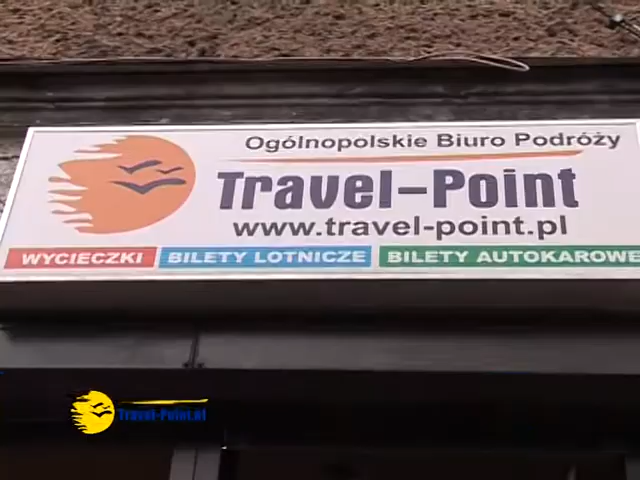 Ogólnopolskie Biuro Podróży
Travel-Point
www.travel-point.pl
WYCIECZKI BILETY LOTNICZE BILETY AUTOKAROWE
Travel-Point.pl